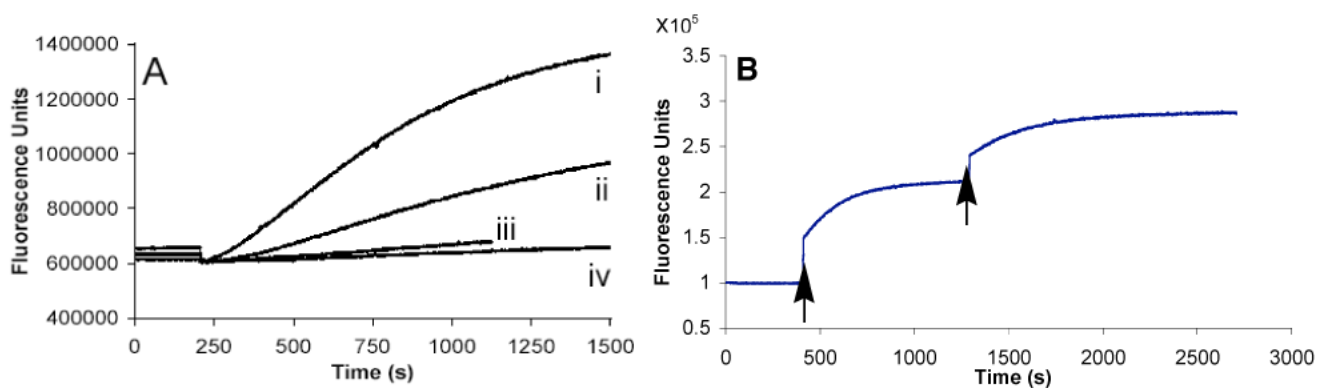 A
Fluorescence Units
1400000
1200000
1000000
800000
600000
400000
0
250
500
750
1000
1250
1500
Time (s)
i
ii
iii
iv
X10⁵
B
Fluorescence Units
3.5
3
2.5
2
1.5
1
0.5
0
500
1000
1500
2000
2500
3000
Time (s)